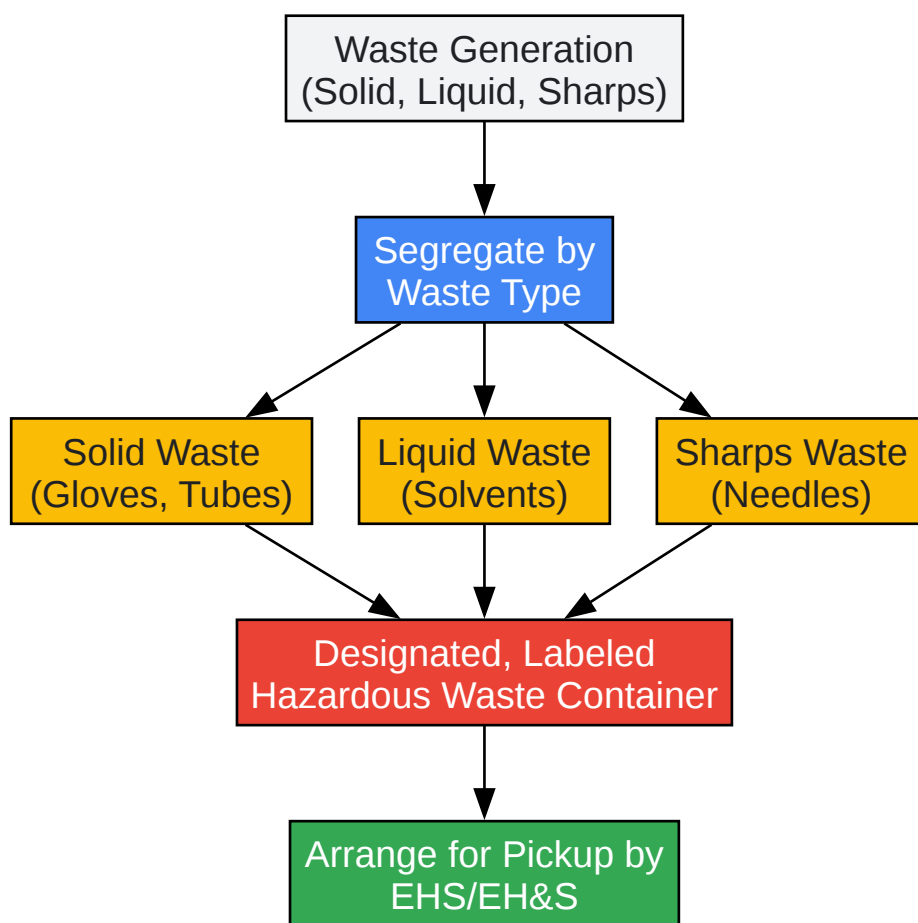 Waste Generation
(Solid, Liquid, Sharps)
Segregate by
Waste Type
Solid Waste
(Gloves, Tubes)
Liquid Waste
(Solvents)
Sharps Waste
(Needles)
Designated, Labeled
Hazardous Waste Container
Arrange for Pickup by
EHS/EH&S